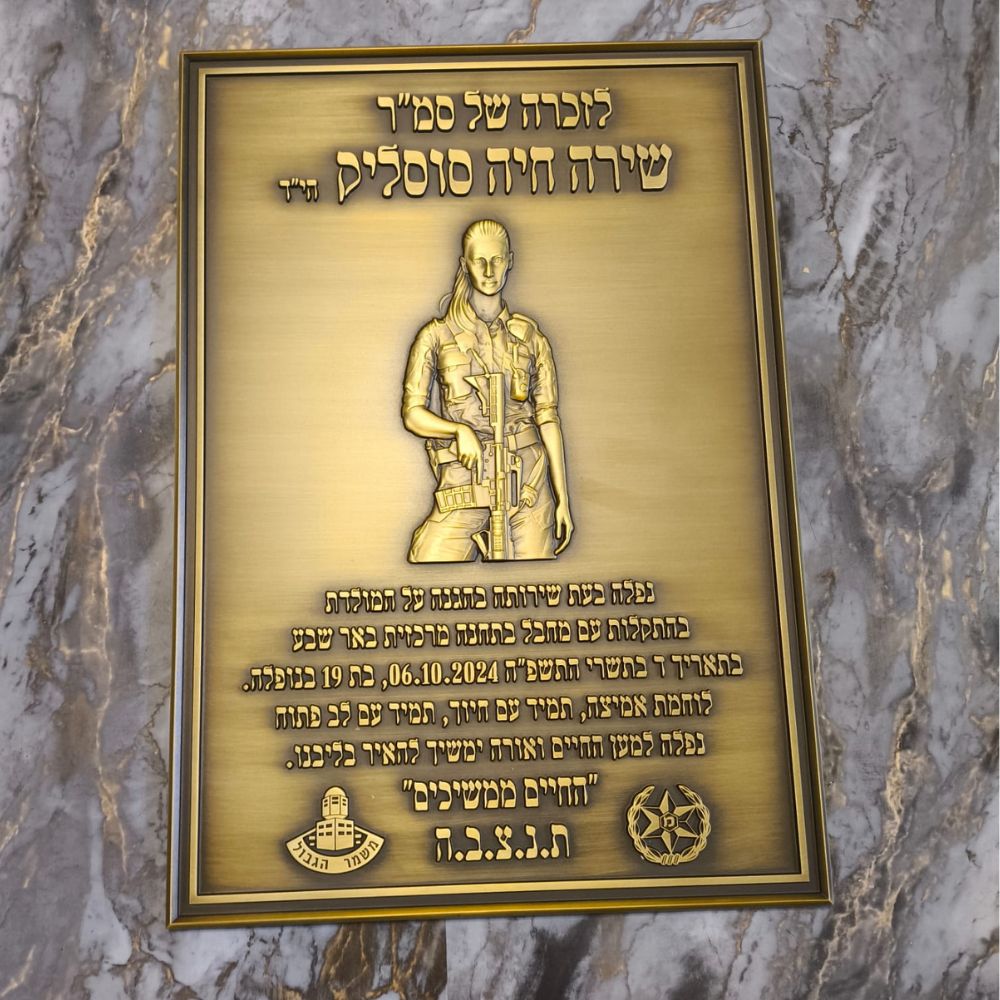 לזכרה של סמ"ר
שירה חיה סוסליק הי"ד
נפלה בעת שירותה בהגנה על המולדת
בהתקלות עם מחבל בתחנה מרכזית באר שבע
בתאריך ד בתשרי התשפ"ה 06.10.2024, בת 19 בנופלה.
לוחמת אמיצה, תמיד עם חיוך, תמיד עם לב פתוח
נפלה למען החיים ואורה ימשיך להאיר בליבנו.
"החיים ממשיכים"
ת.נ.צ.ב.ה
משמר הגבול